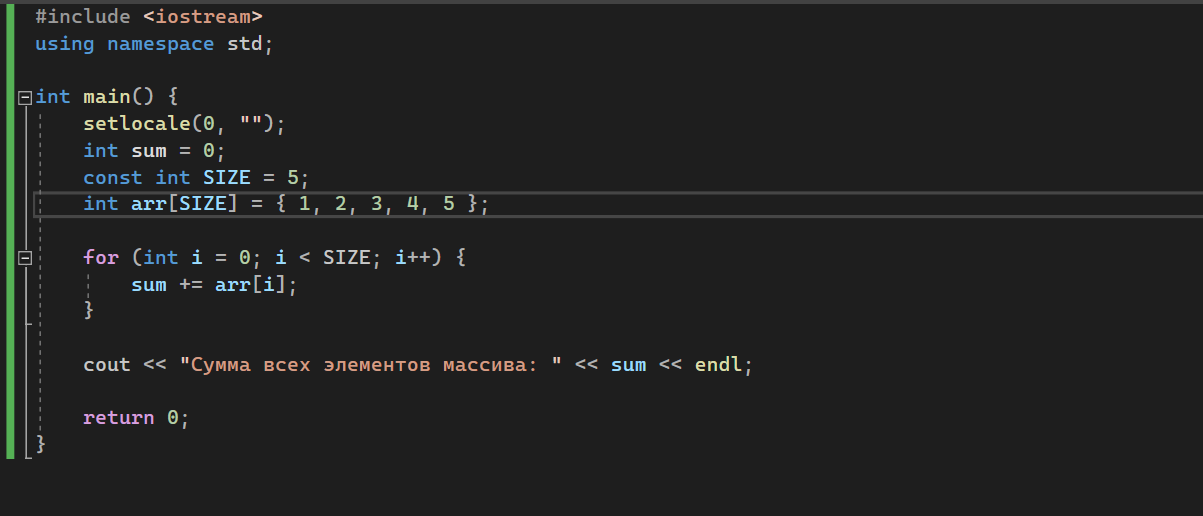 #include <iostream>
using namespace std;
int main() {
setlocale(0, "");
int sum = 0;
const int SIZE = 5;
int arr[SIZE] = { 1, 2, 3, 4, 5 };
for (int i = 0; i < SIZE; i++) {
sum += arr[i];
}
cout << "Сумма всех элементов массива: " << sum << endl;
return 0;
}